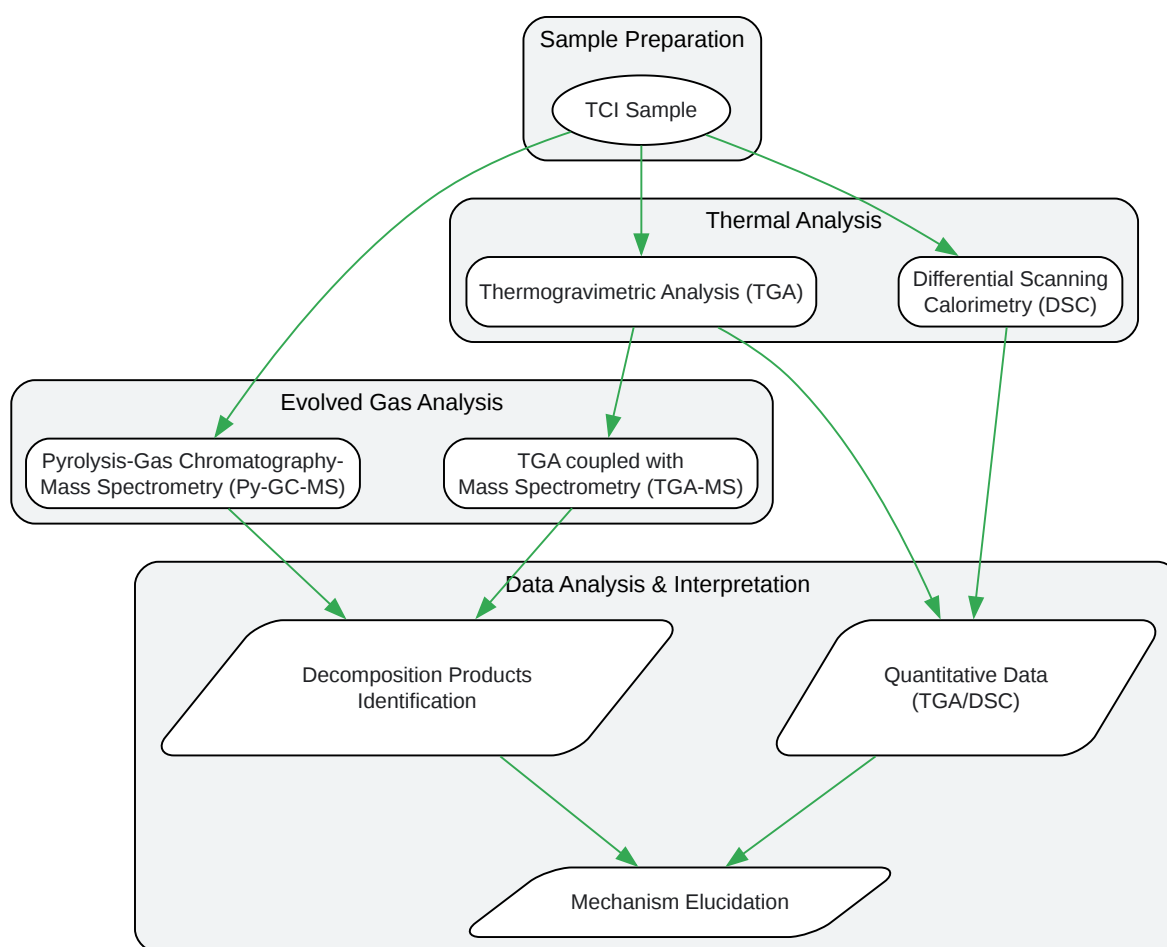 Sample Preparation
TCI Sample
Thermal Analysis
Thermogravimetric Analysis (TGA)
Differential Scanning
Calorimetry (DSC)
Evolved Gas Analysis
Pyrolysis-Gas Chromatography-
Mass Spectrometry (Py-GC-MS)
TGA coupled with
Mass Spectrometry (TGA-MS)
Data Analysis & Interpretation
Decomposition Products
Identification
Quantitative Data
(TGA/DSC)
Mechanism Elucidation